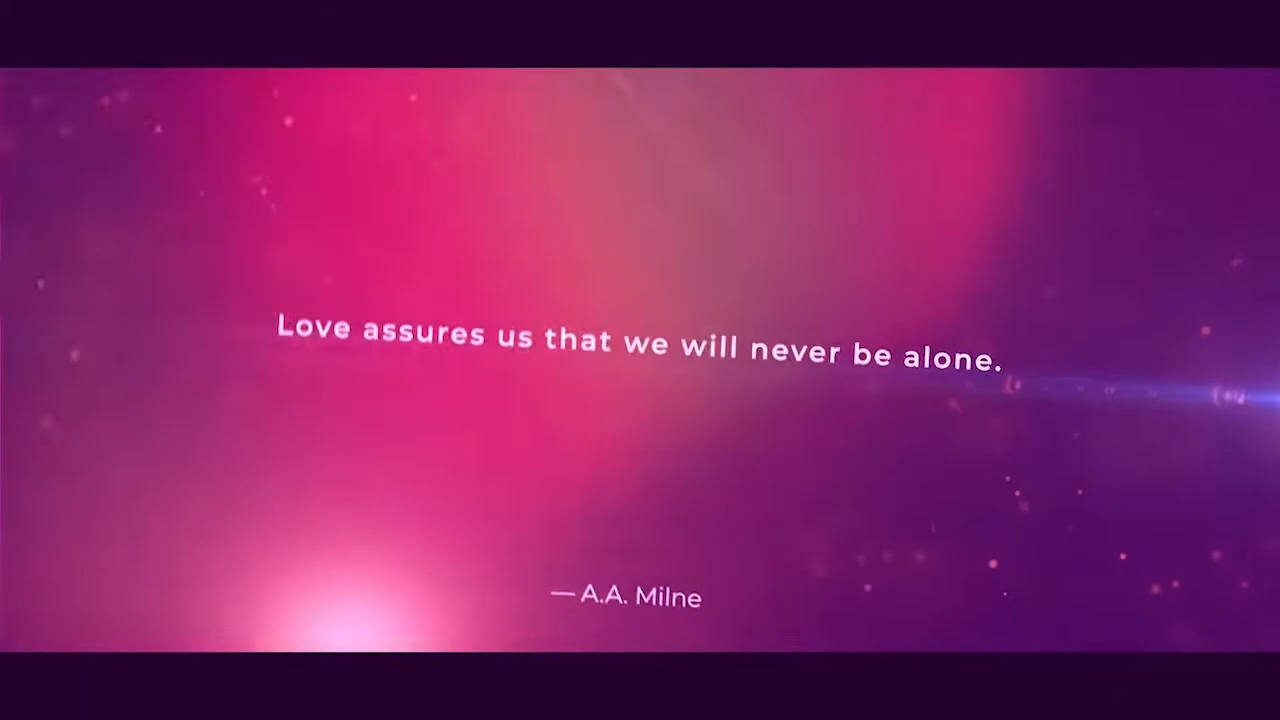 Love assures us that we will never be alone.
— A.A. Milne